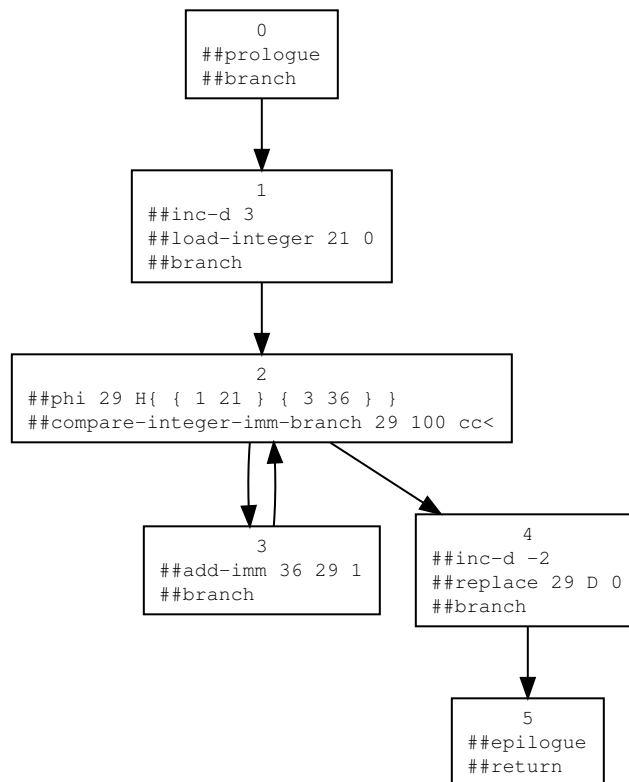 0
##prologue
##branch
1
##inc-d 3
##load-integer 21 0
##branch
2
##phi 29 H{ { 1 21 } { 3 36 } }
##compare-integer-imm-branch 29 100 cc<
3
##add-imm 36 29 1
##branch
4
##inc-d -2
##replace 29 D 0
##branch
5
##epilogue
##return